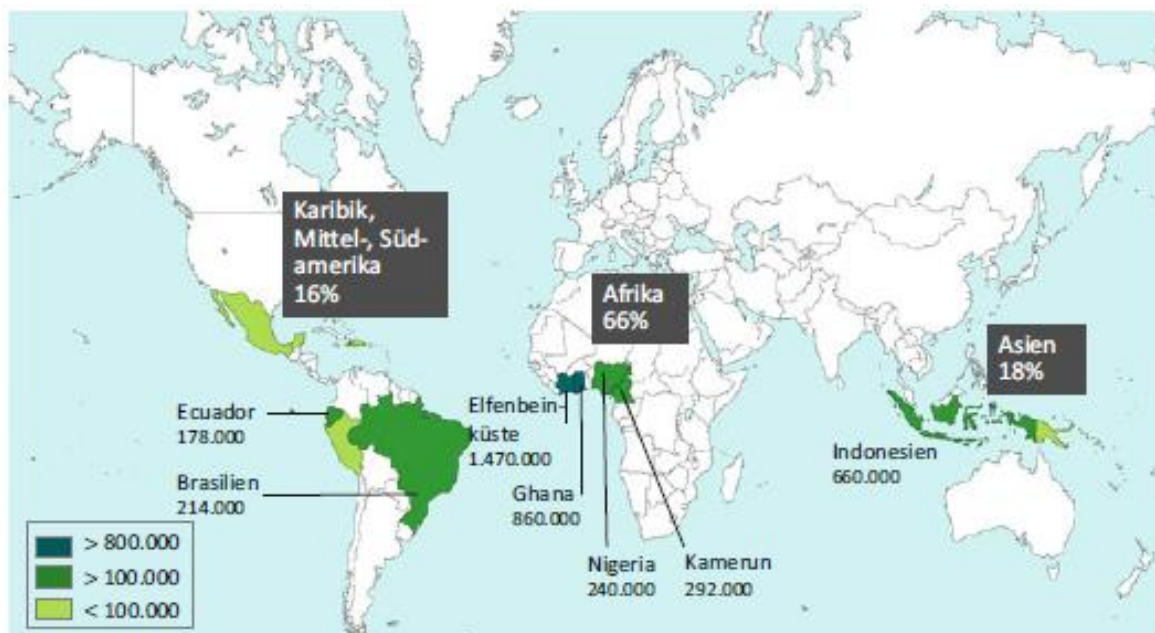 Karibik,
Mittel-, Süd-
amerika
16%
Afrika
66%
Asien
18%
Ecuador
178.000
Brasilien
214.000
Elfenbein-
küste
1.470.000
Ghana
860.000
Nigeria
240.000
Kamerun
292.000
Indonesien
660.000
> 800.000
> 100.000
< 100.000